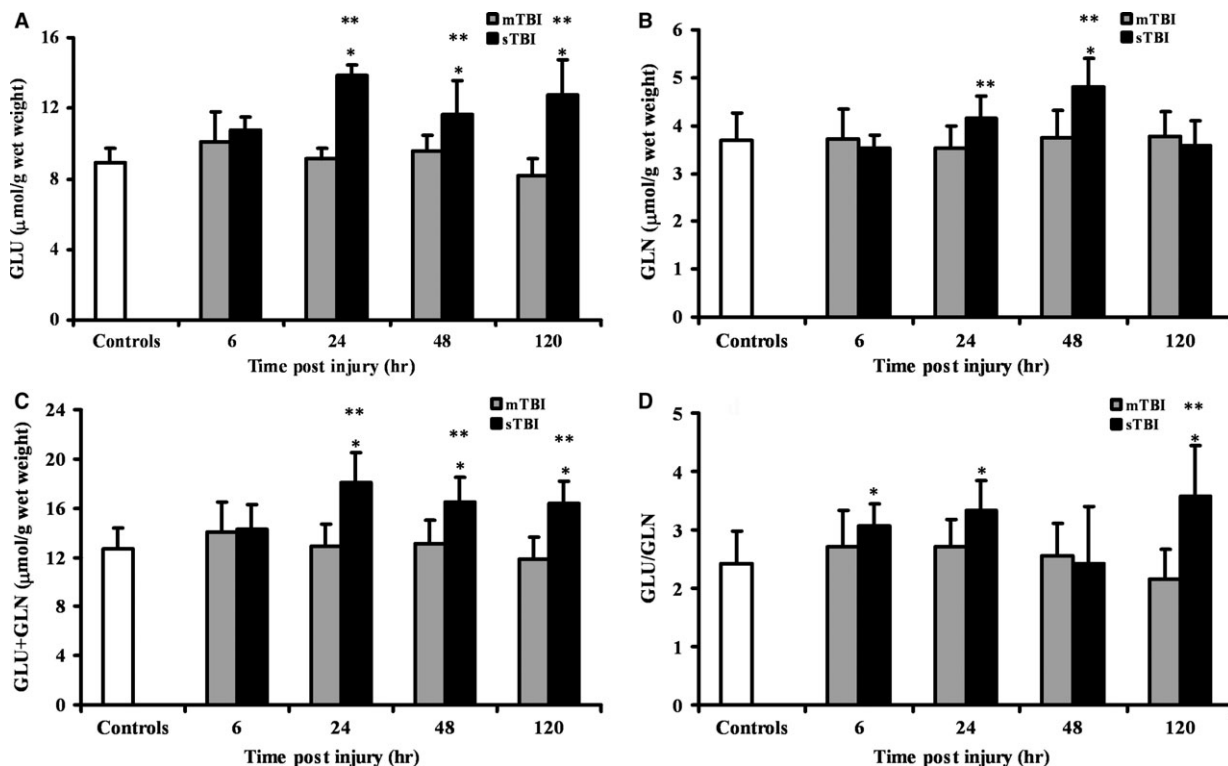 A
mTBI
sTBI
** ** **
* * *
GLU (µmol/g wet weight)
16
12
8
4
0
Controls 6 24 48 120
Time post injury (hr)
B
mTBI
sTBI
**
** *
GLN (µmol/g wet weight)
6
5
4
3
2
1
0
Controls 6 24 48 120
Time post injury (hr)
C
mTBI
sTBI
** ** **
* * *
GLU+GLN (µmol/g wet weight)
24
20
16
12
8
4
0
Controls 6 24 48 120
Time post injury (hr)
D
mTBI
sTBI
**
* * *
GLU/GLN
5
4
3
2
1
0
Controls 6 24 48 120
Time post injury (hr)